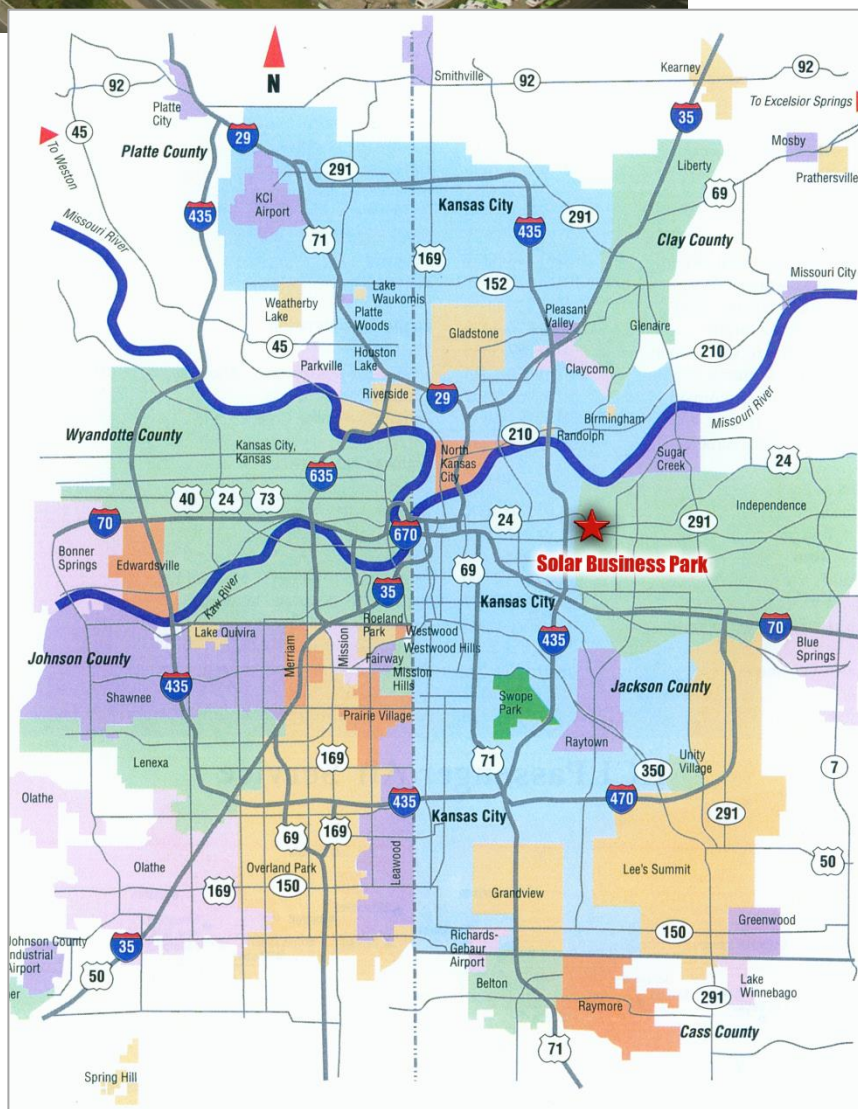 N
Smithville
92
Kearney
92
92
Platte
City
To Excelsior Springs
35
45
To Weston
29
Platte County
Mosby
Prathersville
291
Liberty
KCI
Airport
Kansas City
69
435
291
435
71
169
Clay County
Missouri River
152
Missouri City
Lake
Waukomis
Weatherby
Lake
Platte
Woods
Pleasant
Valley
Glenaire
Gladstone
45
Houston
Lake
210
Parkville
Claycomo
29
Riverside
Birmingham
Missouri River
210
Randolph
Wyandotte County
Kansas City,
Kansas
North
Kansas
City
Sugar
Creek
24
635
40
24
73
Independence
70
670
24
291
Bonner
Springs
Edwardsville
Solar Business Park
69
Kaw River
35
Kansas City
Roeland
Park
70
Lake Quivira
Mission
Westwood
435
Merriam
Fairway
Westwood Hills
Blue
Springs
Johnson County
Mission
Hills
Shawnee
435
Swope
Park
Jackson County
Prairie Village
Raytown
Lenexa
169
71
350
Unity
Village
7
Olathe
435
470
Kansas City
291
69
169
50
Olathe
Overland Park
Leawood
Lee's Summit
169
150
Grandview
Greenwood
Richards-
Gebaur
Airport
150
Johnson County
Industrial
Airport
35
50
Belton
Lake
Winnebago
er
Raymore
291
Cass County
71
Spring Hill